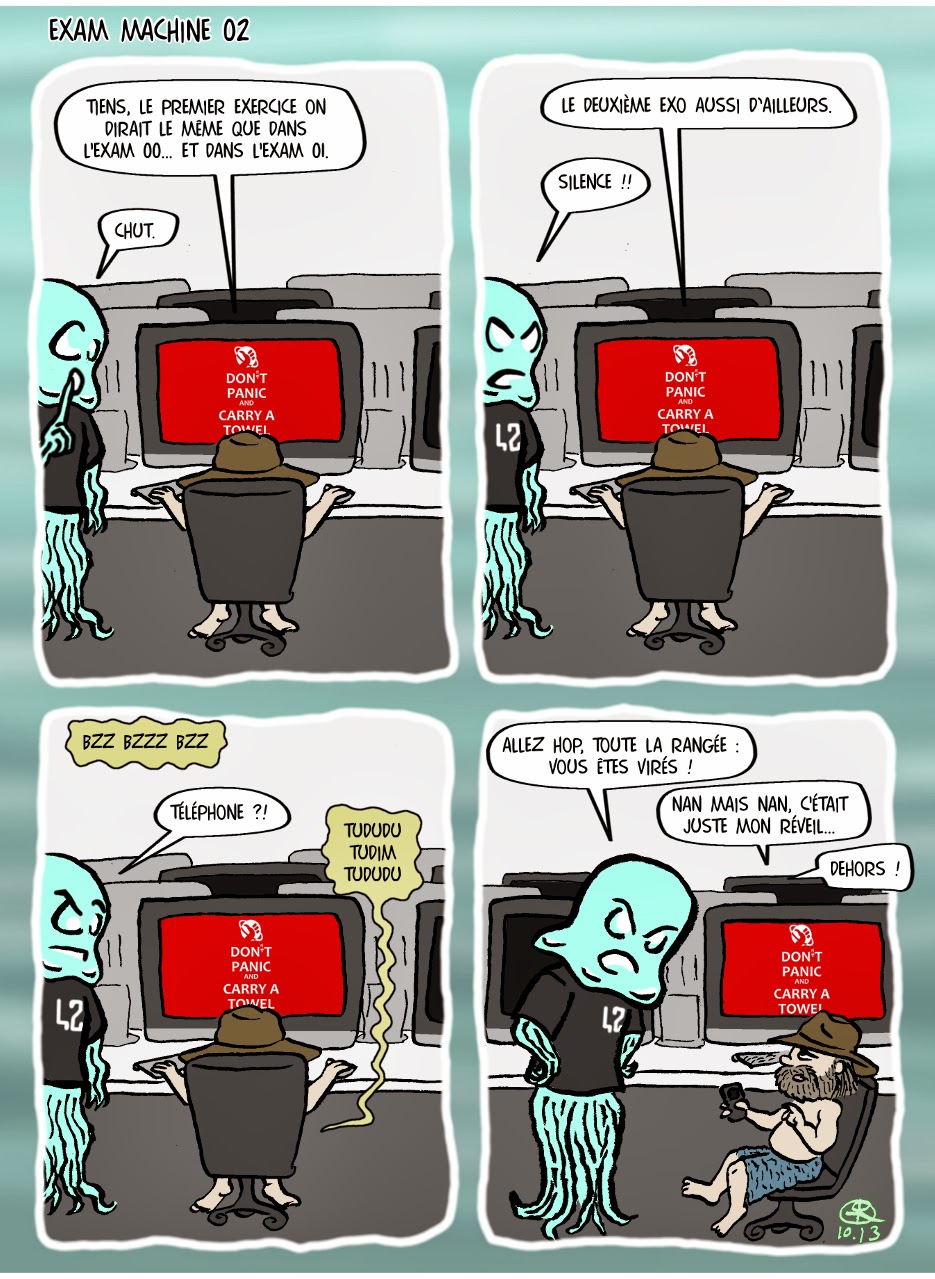 EXAM MACHINE 02
TIENS, LE PREMIER EXERCICE ON
DIRAIT LE MÊME QUE DANS
L'EXAM 00... ET DANS L'EXAM 01.
CHUT.
DON'T
PANIC
AND
CARRY A
TOWEL
LE DEUXIÈME EXO AUSSI D'AILLEURS.
SILENCE !!
42
DON'T
PANIC
AND
CARRY A
TOWEL
BZZ BZZZ BZZ
TÉLÉPHONE ?!
TUDUDU
TUDIM
TUDUDU
42
DON'T
PANIC
AND
CARRY A
TOWEL
ALLEZ HOP, TOUTE LA RANGÉE :
VOUS ÊTES VIRÉS !
NAN MAIS NAN, C'ÉTAIT
JUSTE MON RÉVEIL...
DEHORS !
42
DON'T
PANIC
AND
CARRY A
TOWEL
10.13